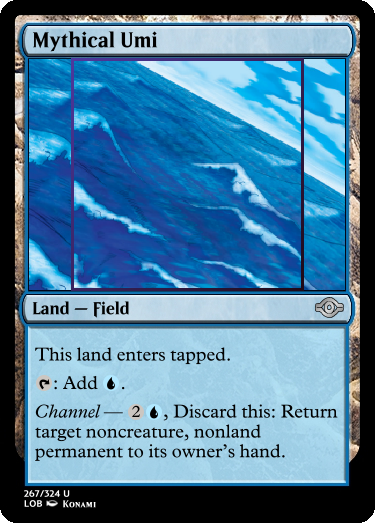 Mythical Umi
Land — Field
This land enters tapped.
: Add .
Channel — 2 , Discard this: Return
target noncreature, nonland
permanent to its owner's hand.
267/324 U
LOB Konami